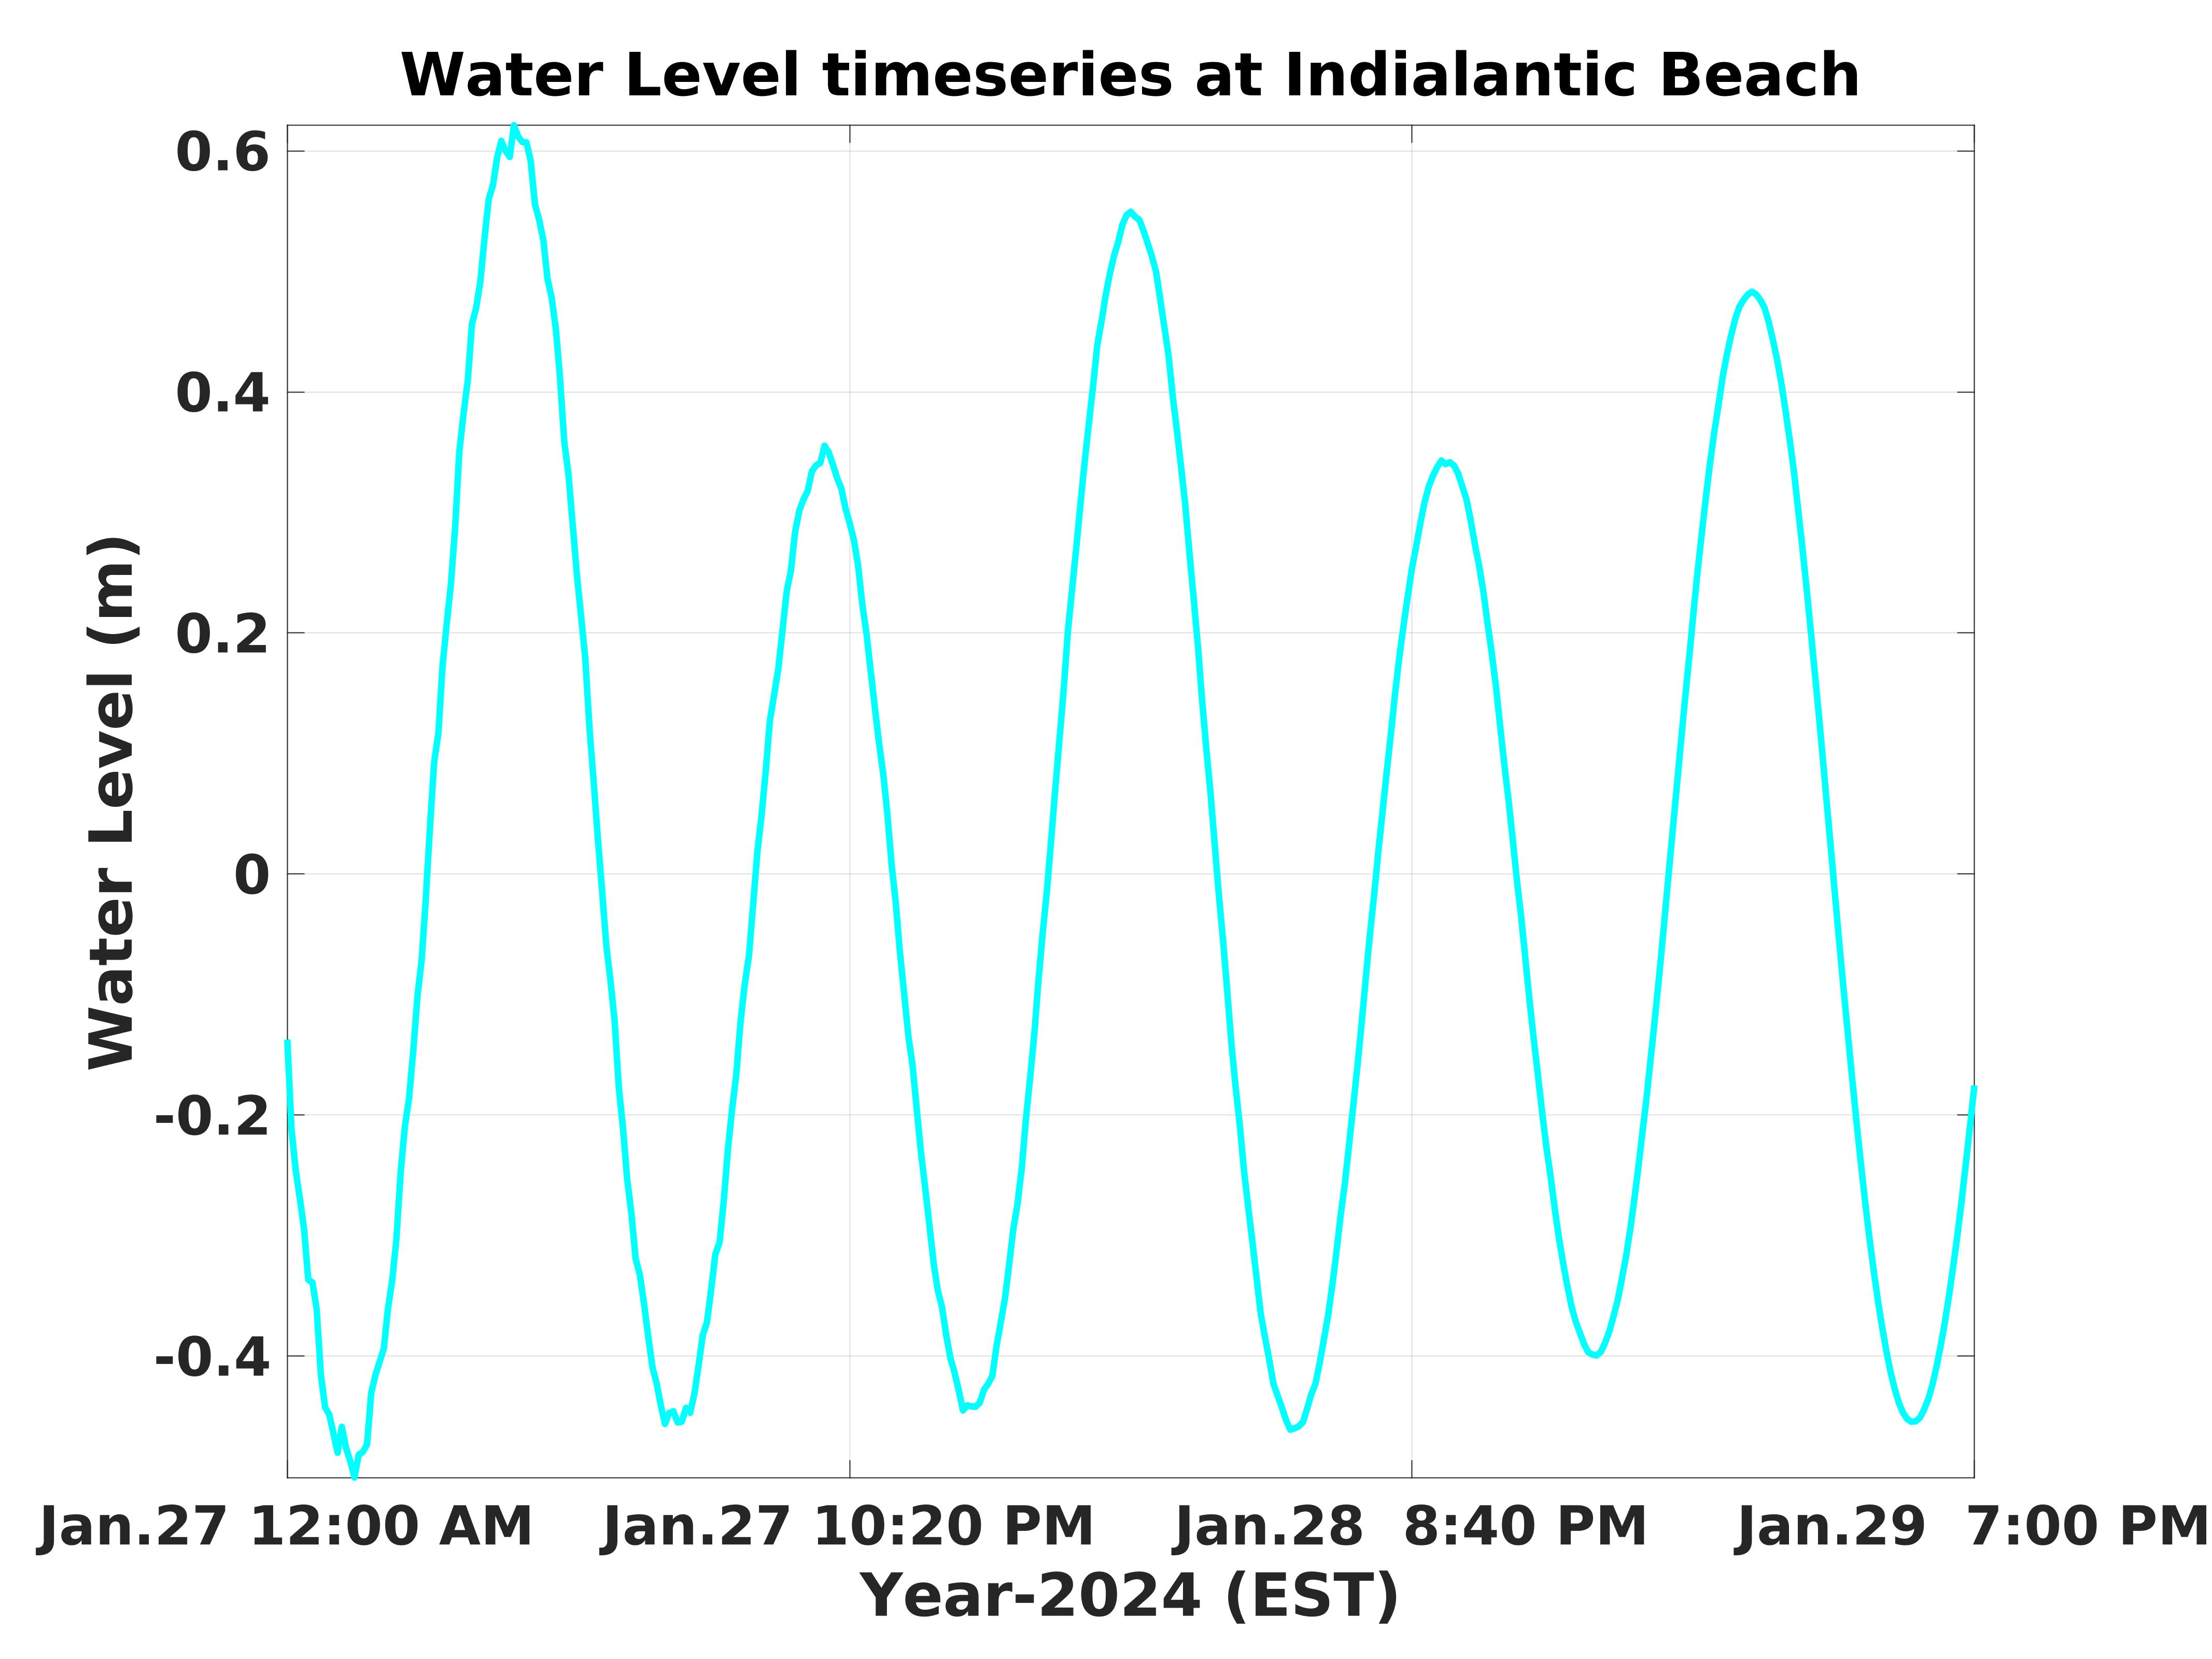 Water Level timeseries at Indialantic Beach
0.6
0.4
0.2
0
-0.2
-0.4
Water Level (m)
Jan.27 12:00 AM Jan.27 10:20 PM Jan.28 8:40 PM Jan.29 7:00 PM
Year-2024 (EST)